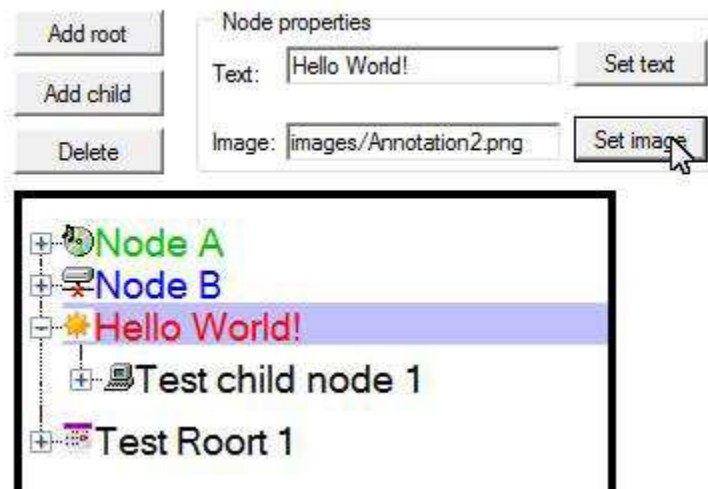 Add root
Add child
Delete
Node properties
Text: Hello World! Set text
Image: images/Annotation2.png Set image
Node A
Node B
Hello World!
Test child node 1
Test Roort 1